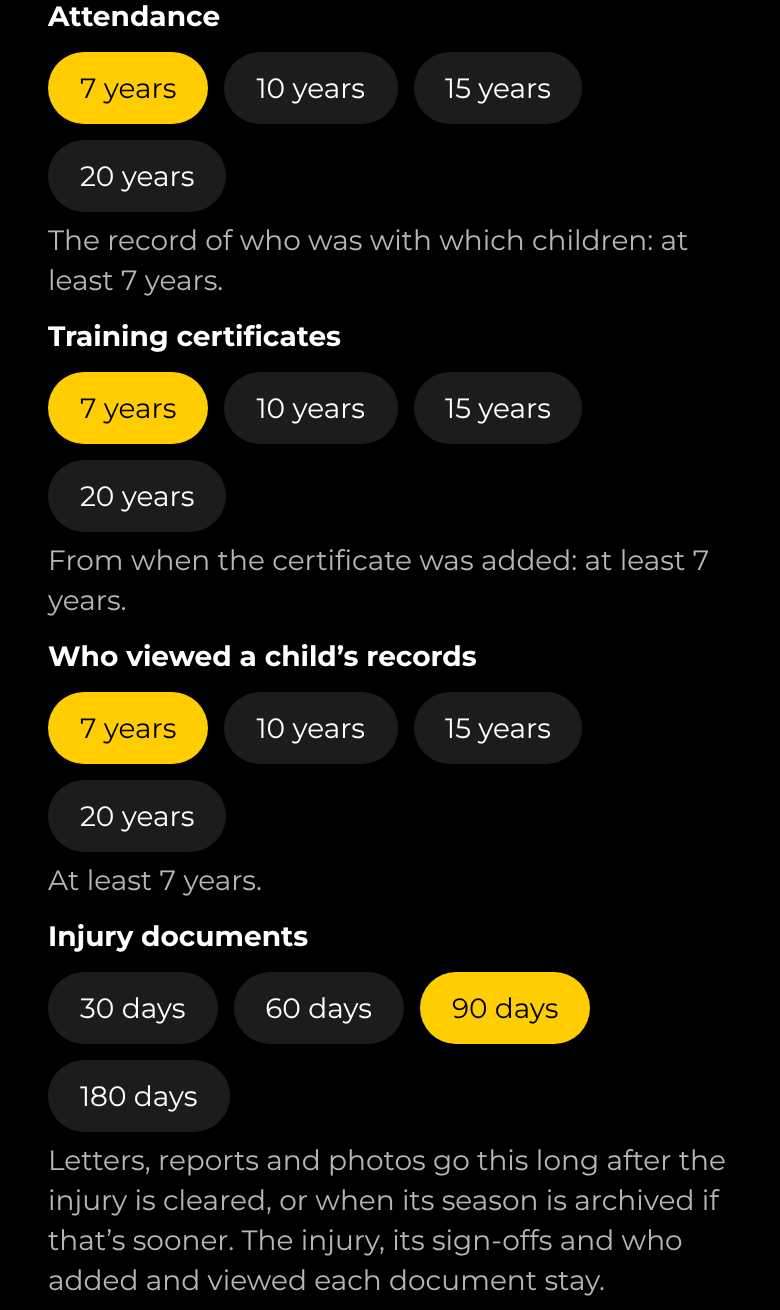 Attendance
7 years 10 years 15 years
20 years
The record of who was with which children: at
least 7 years.
Training certificates
7 years 10 years 15 years
20 years
From when the certificate was added: at least 7
years.
Who viewed a child’s records
7 years 10 years 15 years
20 years
At least 7 years.
Injury documents
30 days 60 days 90 days
180 days
Letters, reports and photos go this long after the
injury is cleared, or when its season is archived if
that’s sooner. The injury, its sign-offs and who
added and viewed each document stay.